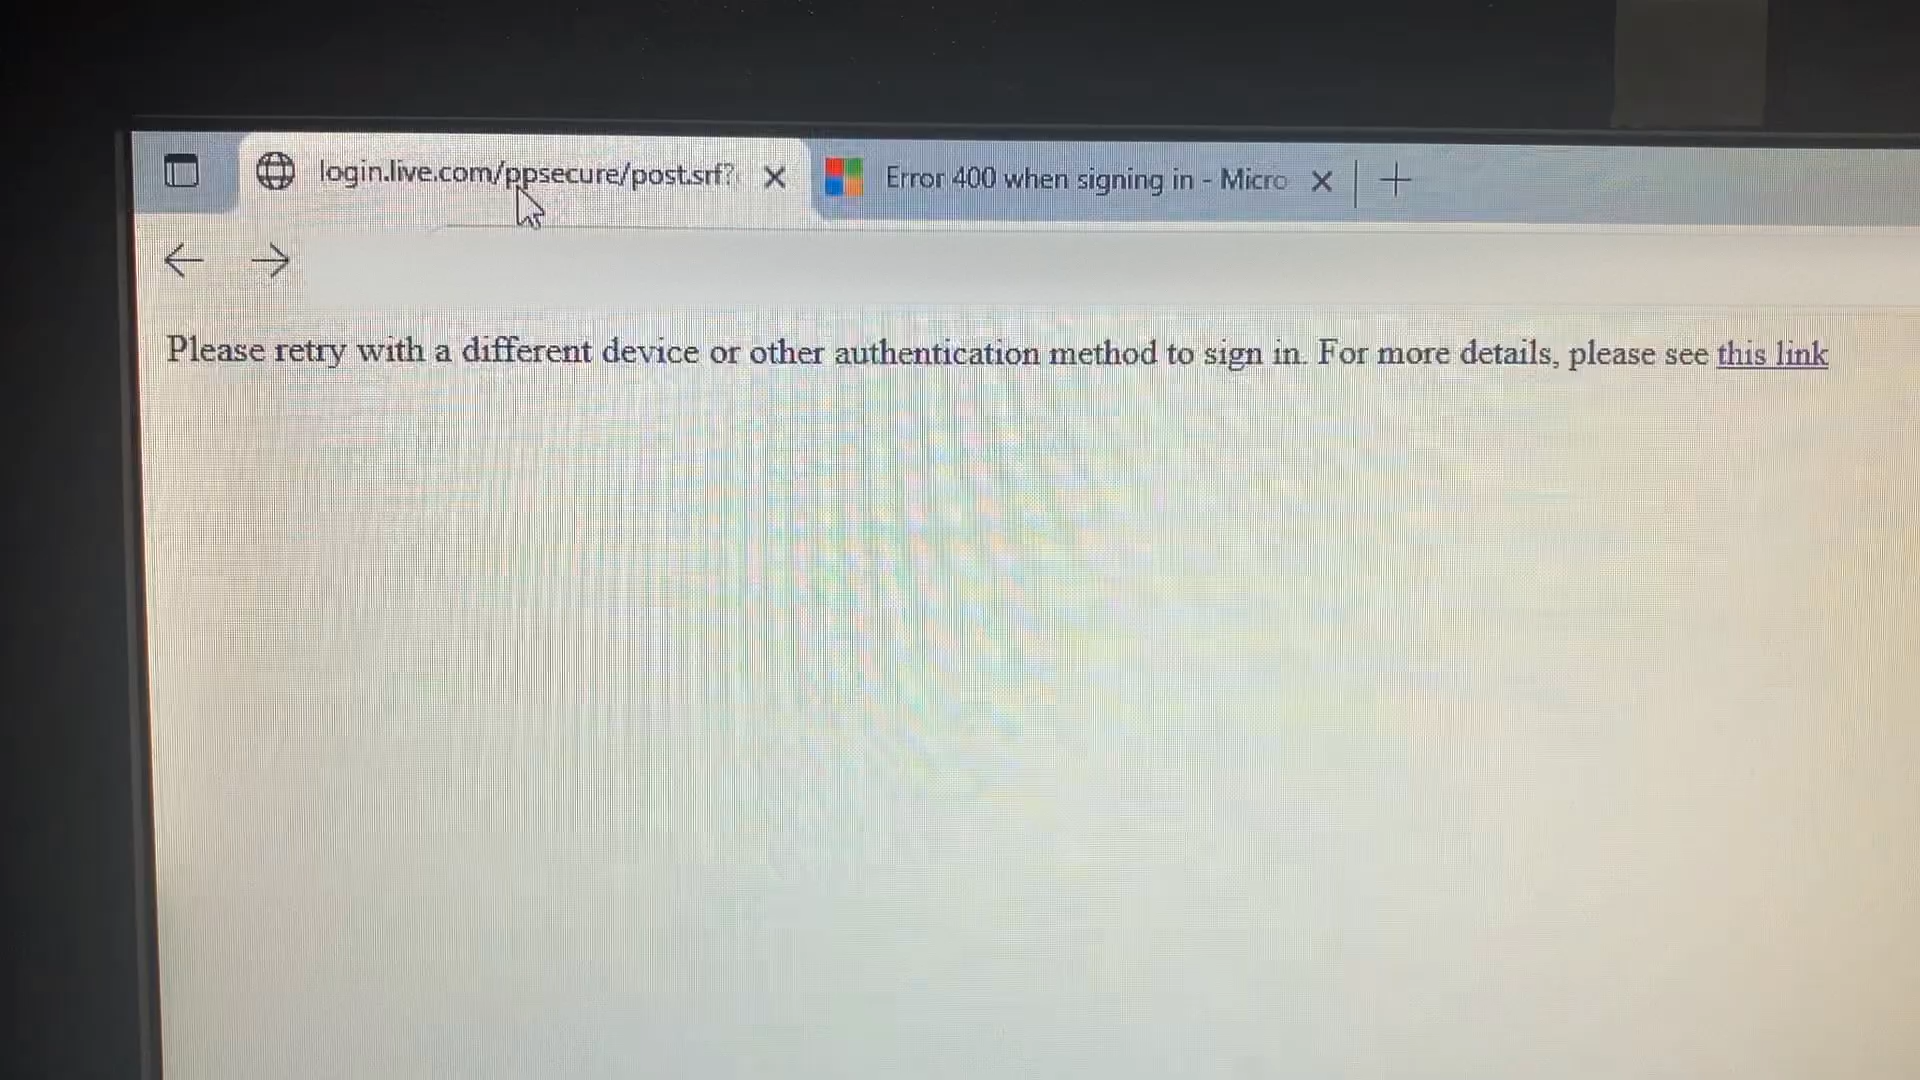 login.live.com/ppsecure/post.srf?
Error 400 when signing in - Micro
Please retry with a different device or other authentication method to sign in. For more details, please see this link